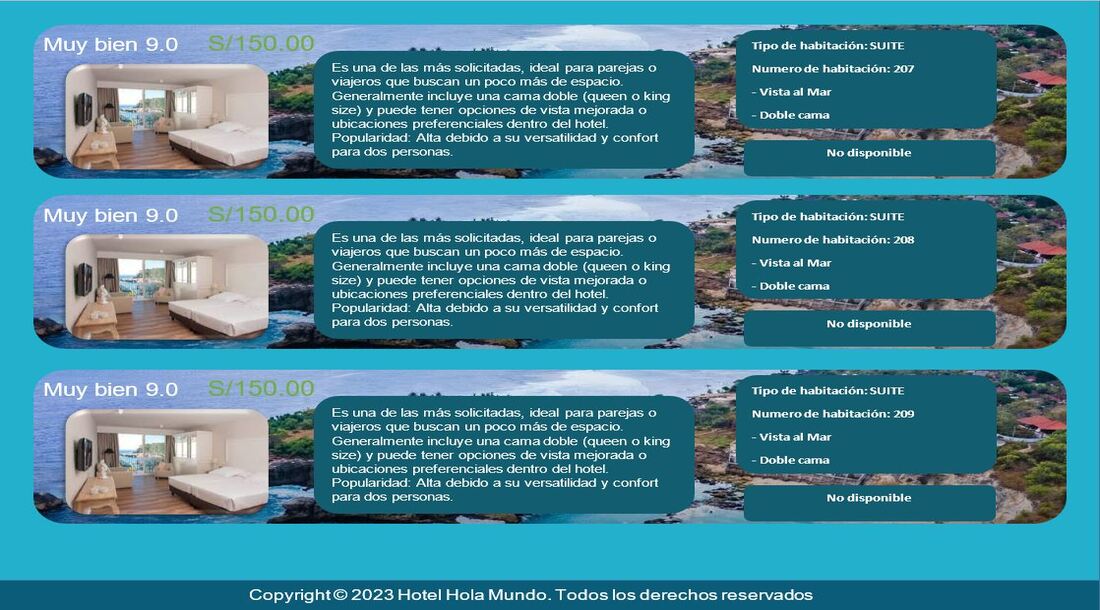 Muy bien 9.0
S/150.00
Es una de las más solicitadas, ideal para parejas o
viajeros que buscan un poco más de espacio.
Generalmente incluye una cama doble (queen o king
size) y puede tener opciones de vista mejorada o
ubicaciones preferenciales dentro del hotel.
Popularidad: Alta debido a su versatilidad y confort
para dos personas.
Tipo de habitación: SUITE
Numero de habitación: 207
- Vista al Mar
- Doble cama
No disponible
Muy bien 9.0
S/150.00
Es una de las más solicitadas, ideal para parejas o
viajeros que buscan un poco más de espacio.
Generalmente incluye una cama doble (queen o king
size) y puede tener opciones de vista mejorada o
ubicaciones preferenciales dentro del hotel.
Popularidad: Alta debido a su versatilidad y confort
para dos personas.
Tipo de habitación: SUITE
Numero de habitación: 208
- Vista al Mar
- Doble cama
No disponible
Muy bien 9.0
S/150.00
Es una de las más solicitadas, ideal para parejas o
viajeros que buscan un poco más de espacio.
Generalmente incluye una cama doble (queen o king
size) y puede tener opciones de vista mejorada o
ubicaciones preferenciales dentro del hotel.
Popularidad: Alta debido a su versatilidad y confort
para dos personas.
Tipo de habitación: SUITE
Numero de habitación: 209
- Vista al Mar
- Doble cama
No disponible
Copyright © 2023 Hotel Hola Mundo. Todos los derechos reservados